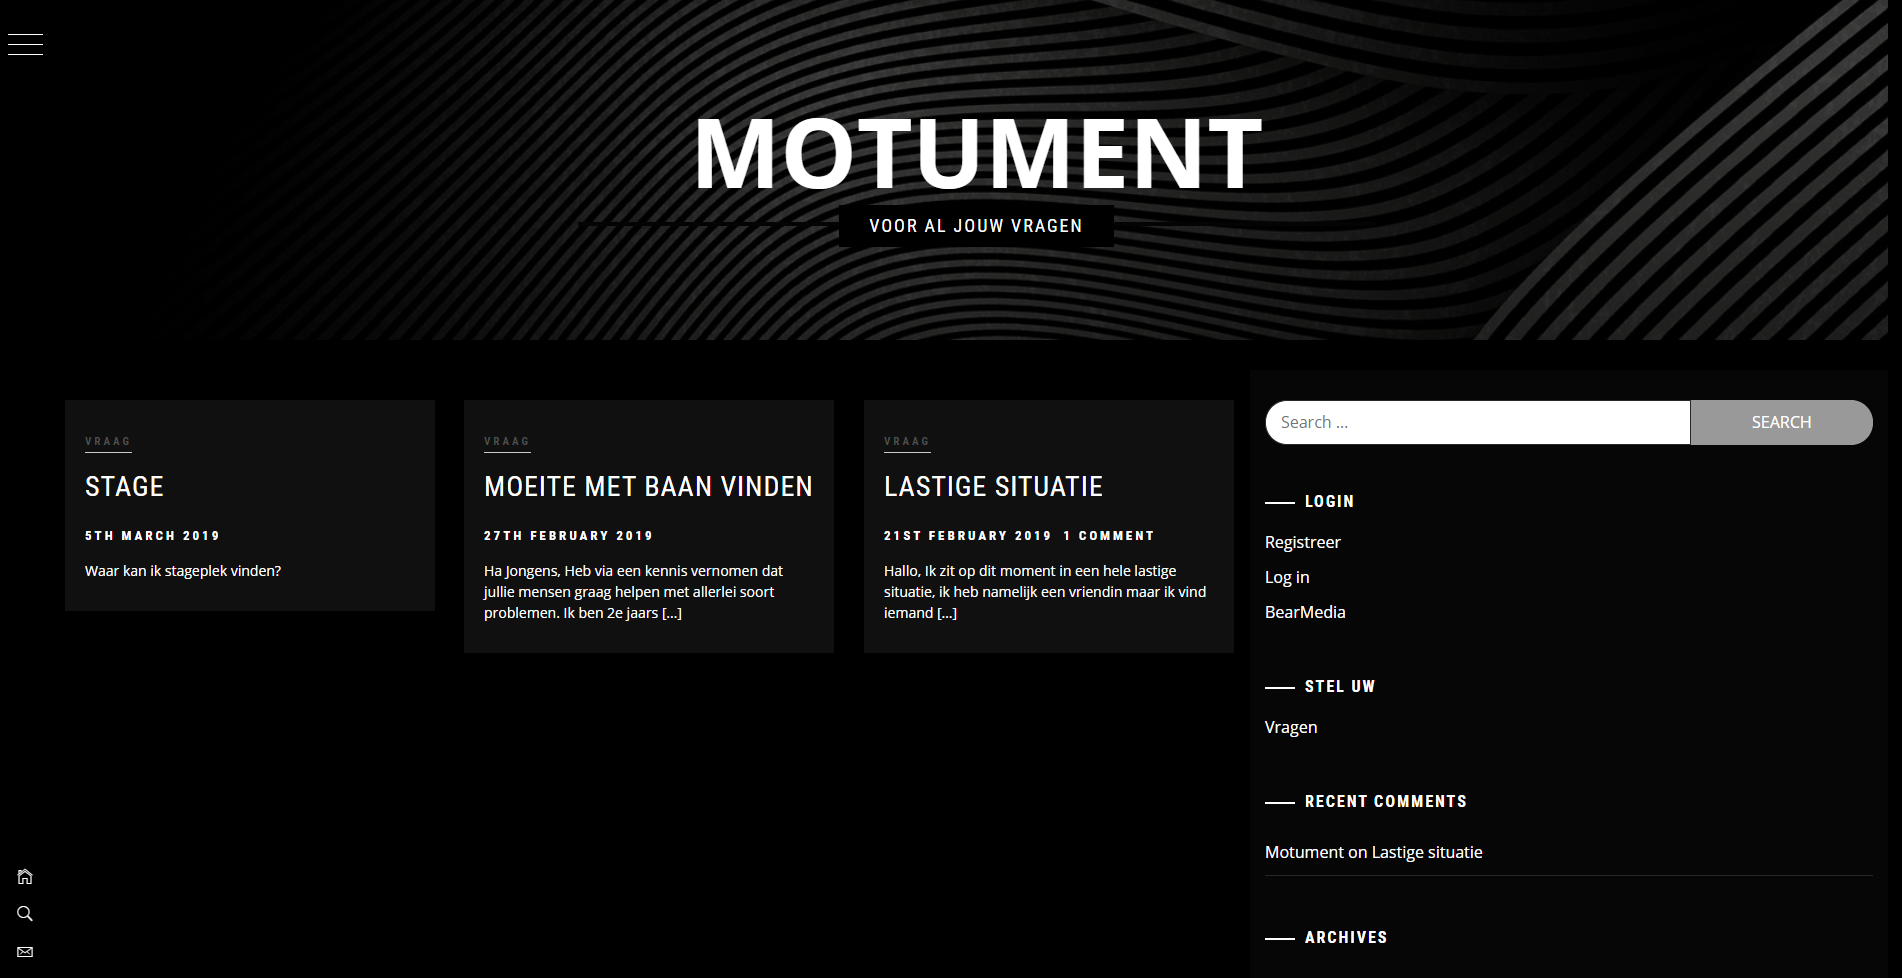 MOTUMENT
VOOR AL JOUW VRAGEN
VRAAG
STAGE
5TH MARCH 2019
Waar kan ik stageplek vinden?
VRAAG
MOEITE MET BAAN VINDEN
27TH FEBRUARY 2019
Ha Jongens, Heb via een kennis vernomen dat
jullie mensen graag helpen met allerlei soort
problemen. Ik ben 2e jaars [...]
VRAAG
LASTIGE SITUATIE
21ST FEBRUARY 2019 1 COMMENT
Hallo, Ik zit op dit moment in een hele lastige
situatie, ik heb namelijk een vriendin maar ik vind
iemand [...]
Search ...
SEARCH
LOGIN
Registreer
Log in
BearMedia
STEL UW
Vragen
RECENT COMMENTS
Motument on Lastige situatie
ARCHIVES